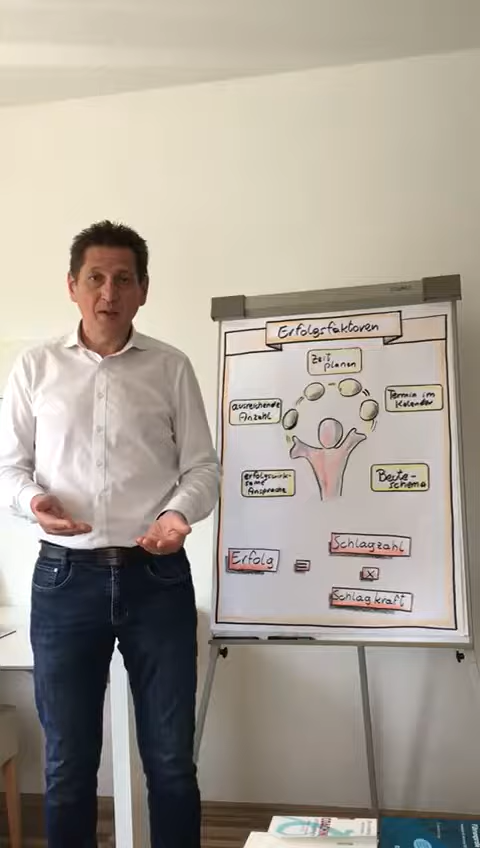 Erfolgsfaktoren
Zeit
planen
ausreichende
Anzahl
Termin im
Kalender
erfolgswirk-
same
Ansprache
Beute-
schema
Erfolg = Schlagzahl
x
Schlagkraft